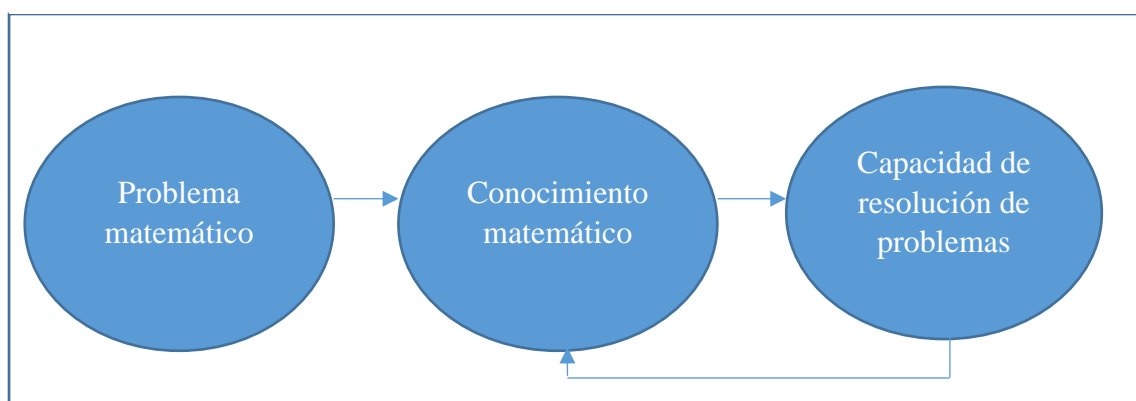 Problema
matemático
Conocimiento
matemático
Capacidad de
resolución de
problemas